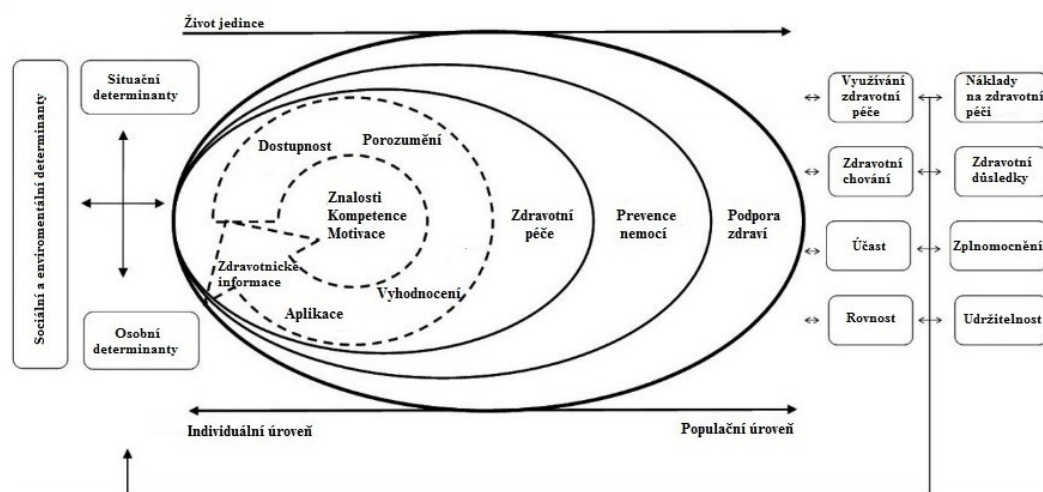 Život jedince
Sociální a enviromentální determinanty
Situační
determinanty
Osobní
determinanty
Dostupnost
Porozumění
Znalosti
Kompetence
Motivace
Zdravotnické
informace
Aplikace
Vyhodnocení
Zdravotní
péče
Prevence
nemocí
Podpora
zdraví
Využívání
zdravotní
péče
Náklady
na zdravotní
péči
Zdravotní
chování
Zdravotní
důsledky
Účast
Zplnomocnění
Rovnost
Udržitelnost
Individuální úroveň
Populační úroveň